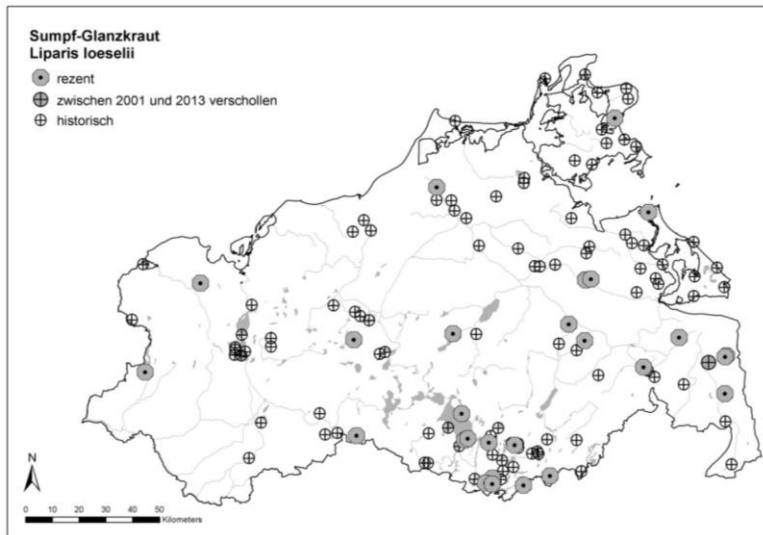 Sumpf-Glanzkraut
Liparis loeselii
rezent
zwischen 2001 und 2013 verschollen
historisch
N
0 10 20 30 40 50
Kilometers